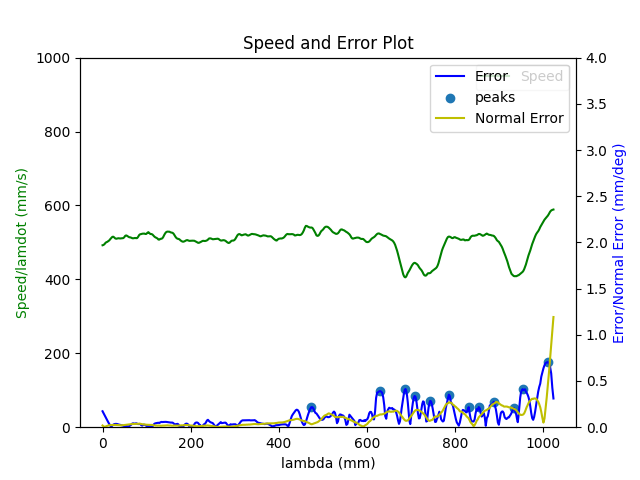 Speed and Error Plot
1000
800
600
400
200
0
Speed/lamdot (mm/s)
4.0
3.5
3.0
2.5
2.0
1.5
1.0
0.5
0.0
Error/Normal Error (mm/deg)
Speed
Error
peaks
Normal Error
0
200
400
600
800
1000
lambda (mm)